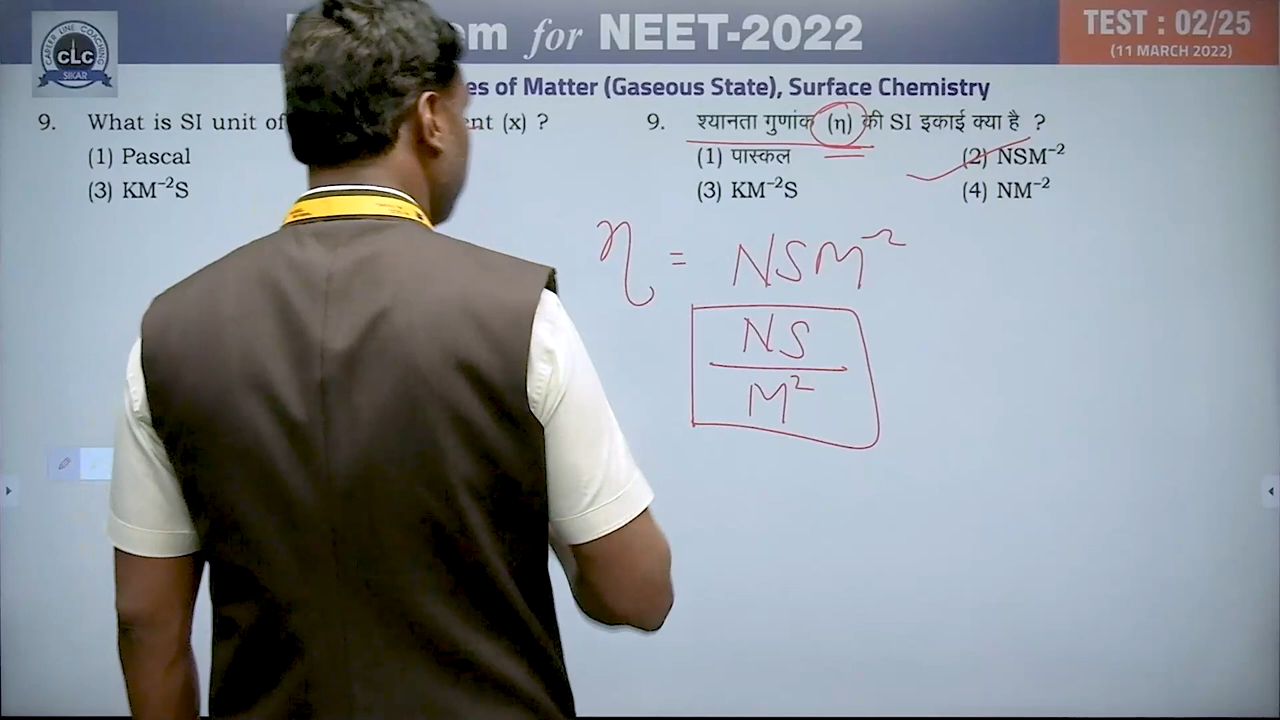 CAREER LINE COACHING
CLC
SIKAR
em for NEET-2022
TEST : 02/25
(11 MARCH 2022)
es of Matter (Gaseous State), Surface Chemistry
9. What is SI unit of nt (x) ?
(1) Pascal
(3) KM⁻²S
9. श्यानता गुणांक (η) की SI इकाई क्या है ?
(1) पास्कल (2) NSM⁻²
(3) KM⁻²S (4) NM⁻²
η = NSM⁻²
NS
M²